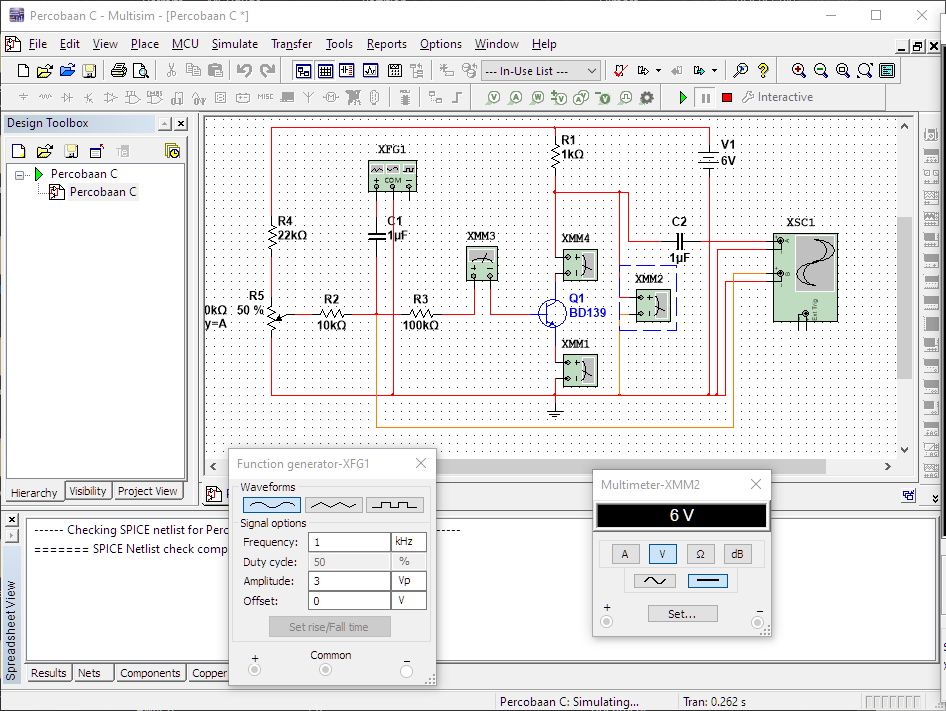 Percobaan C - Multisim - [Percobaan C *]
File Edit View Place MCU Simulate Transfer Tools Reports Options Window Help
--- In-Use List ---
MISC
Interactive
Design Toolbox
Percobaan C
Percobaan C
Hierarchy Visibility Project View
XFG1
COM
R1
1kΩ
V1
6V
R4
22kΩ
C1
1µF
C2
1µF
XSC1
XMM3
XMM4
XMM2
R5
50 %
0kΩ
y=A
R2
10kΩ
R3
100kΩ
Q1
BD139
A
B
Ext Trig
XMM1
Function generator-XFG1
Waveforms
Signal options
Frequency: 1 kHz
Duty cycle: 50 %
Amplitude: 3 Vp
Offset: 0 V
Set rise/Fall time
+ Common −
Multimeter-XMM2
6 V
A V Ω dB
+ Set... −
------ Checking SPICE netlist for Perc ------
======= SPICE Netlist check comp
Spreadsheet View
Results Nets Components Copper
Percobaan C: Simulating... Tran: 0.262 s